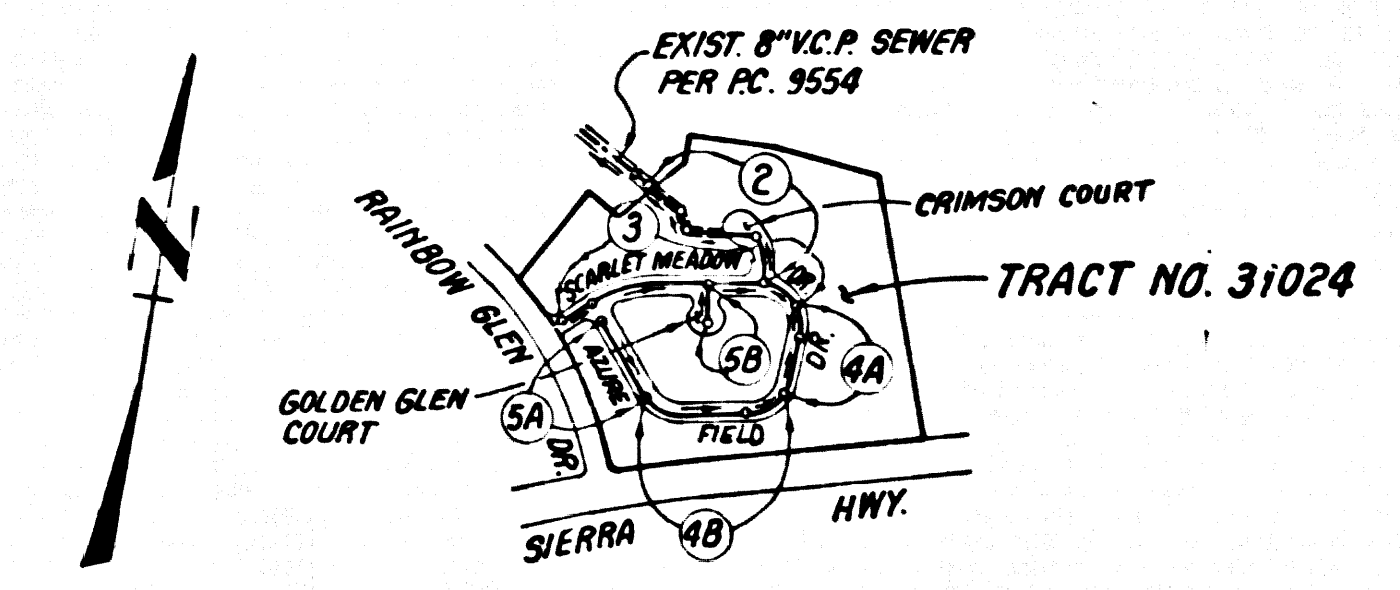 EXIST. 8" V.C.P. SEWER
PER P.C. 9554
N
2
CRIMSON COURT
RAINBOW GLEN
DR.
3
SCARLET MEADOW
DR.
TRACT NO. 31024
5B
4A
AZURE
FIELD
DR.
GOLDEN GLEN
COURT
5A
4B
SIERRA HWY.